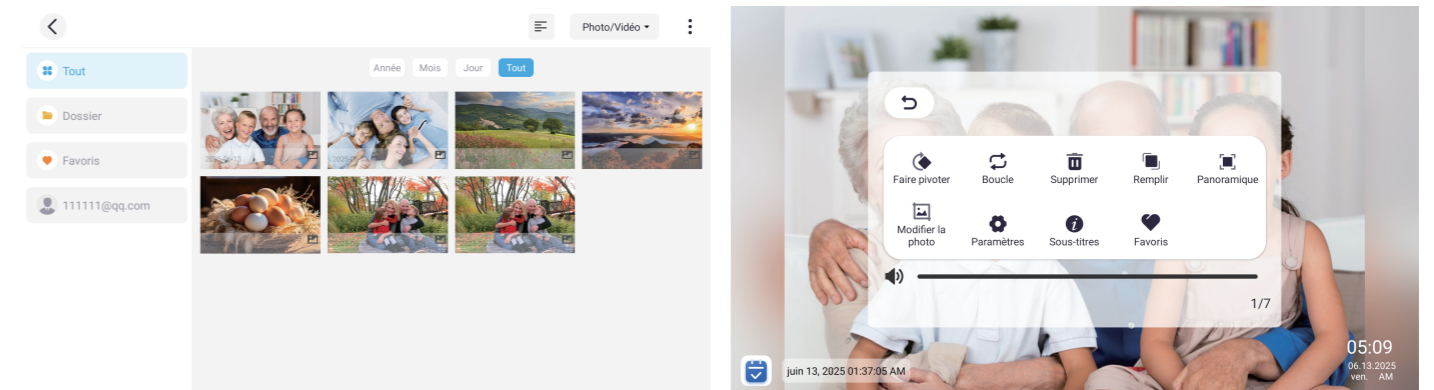 Photo/Vidéo
Tout
Année Mois Jour Tout
Dossier
Favoris
111111@qq.com
Faire pivoter Boucle Supprimer Remplir Panoramique
Modifier la
photo Paramètres Sous-titres Favoris
1/7
05:09
06.13.2025
ven. AM
juin 13, 2025 01:37:05 AM